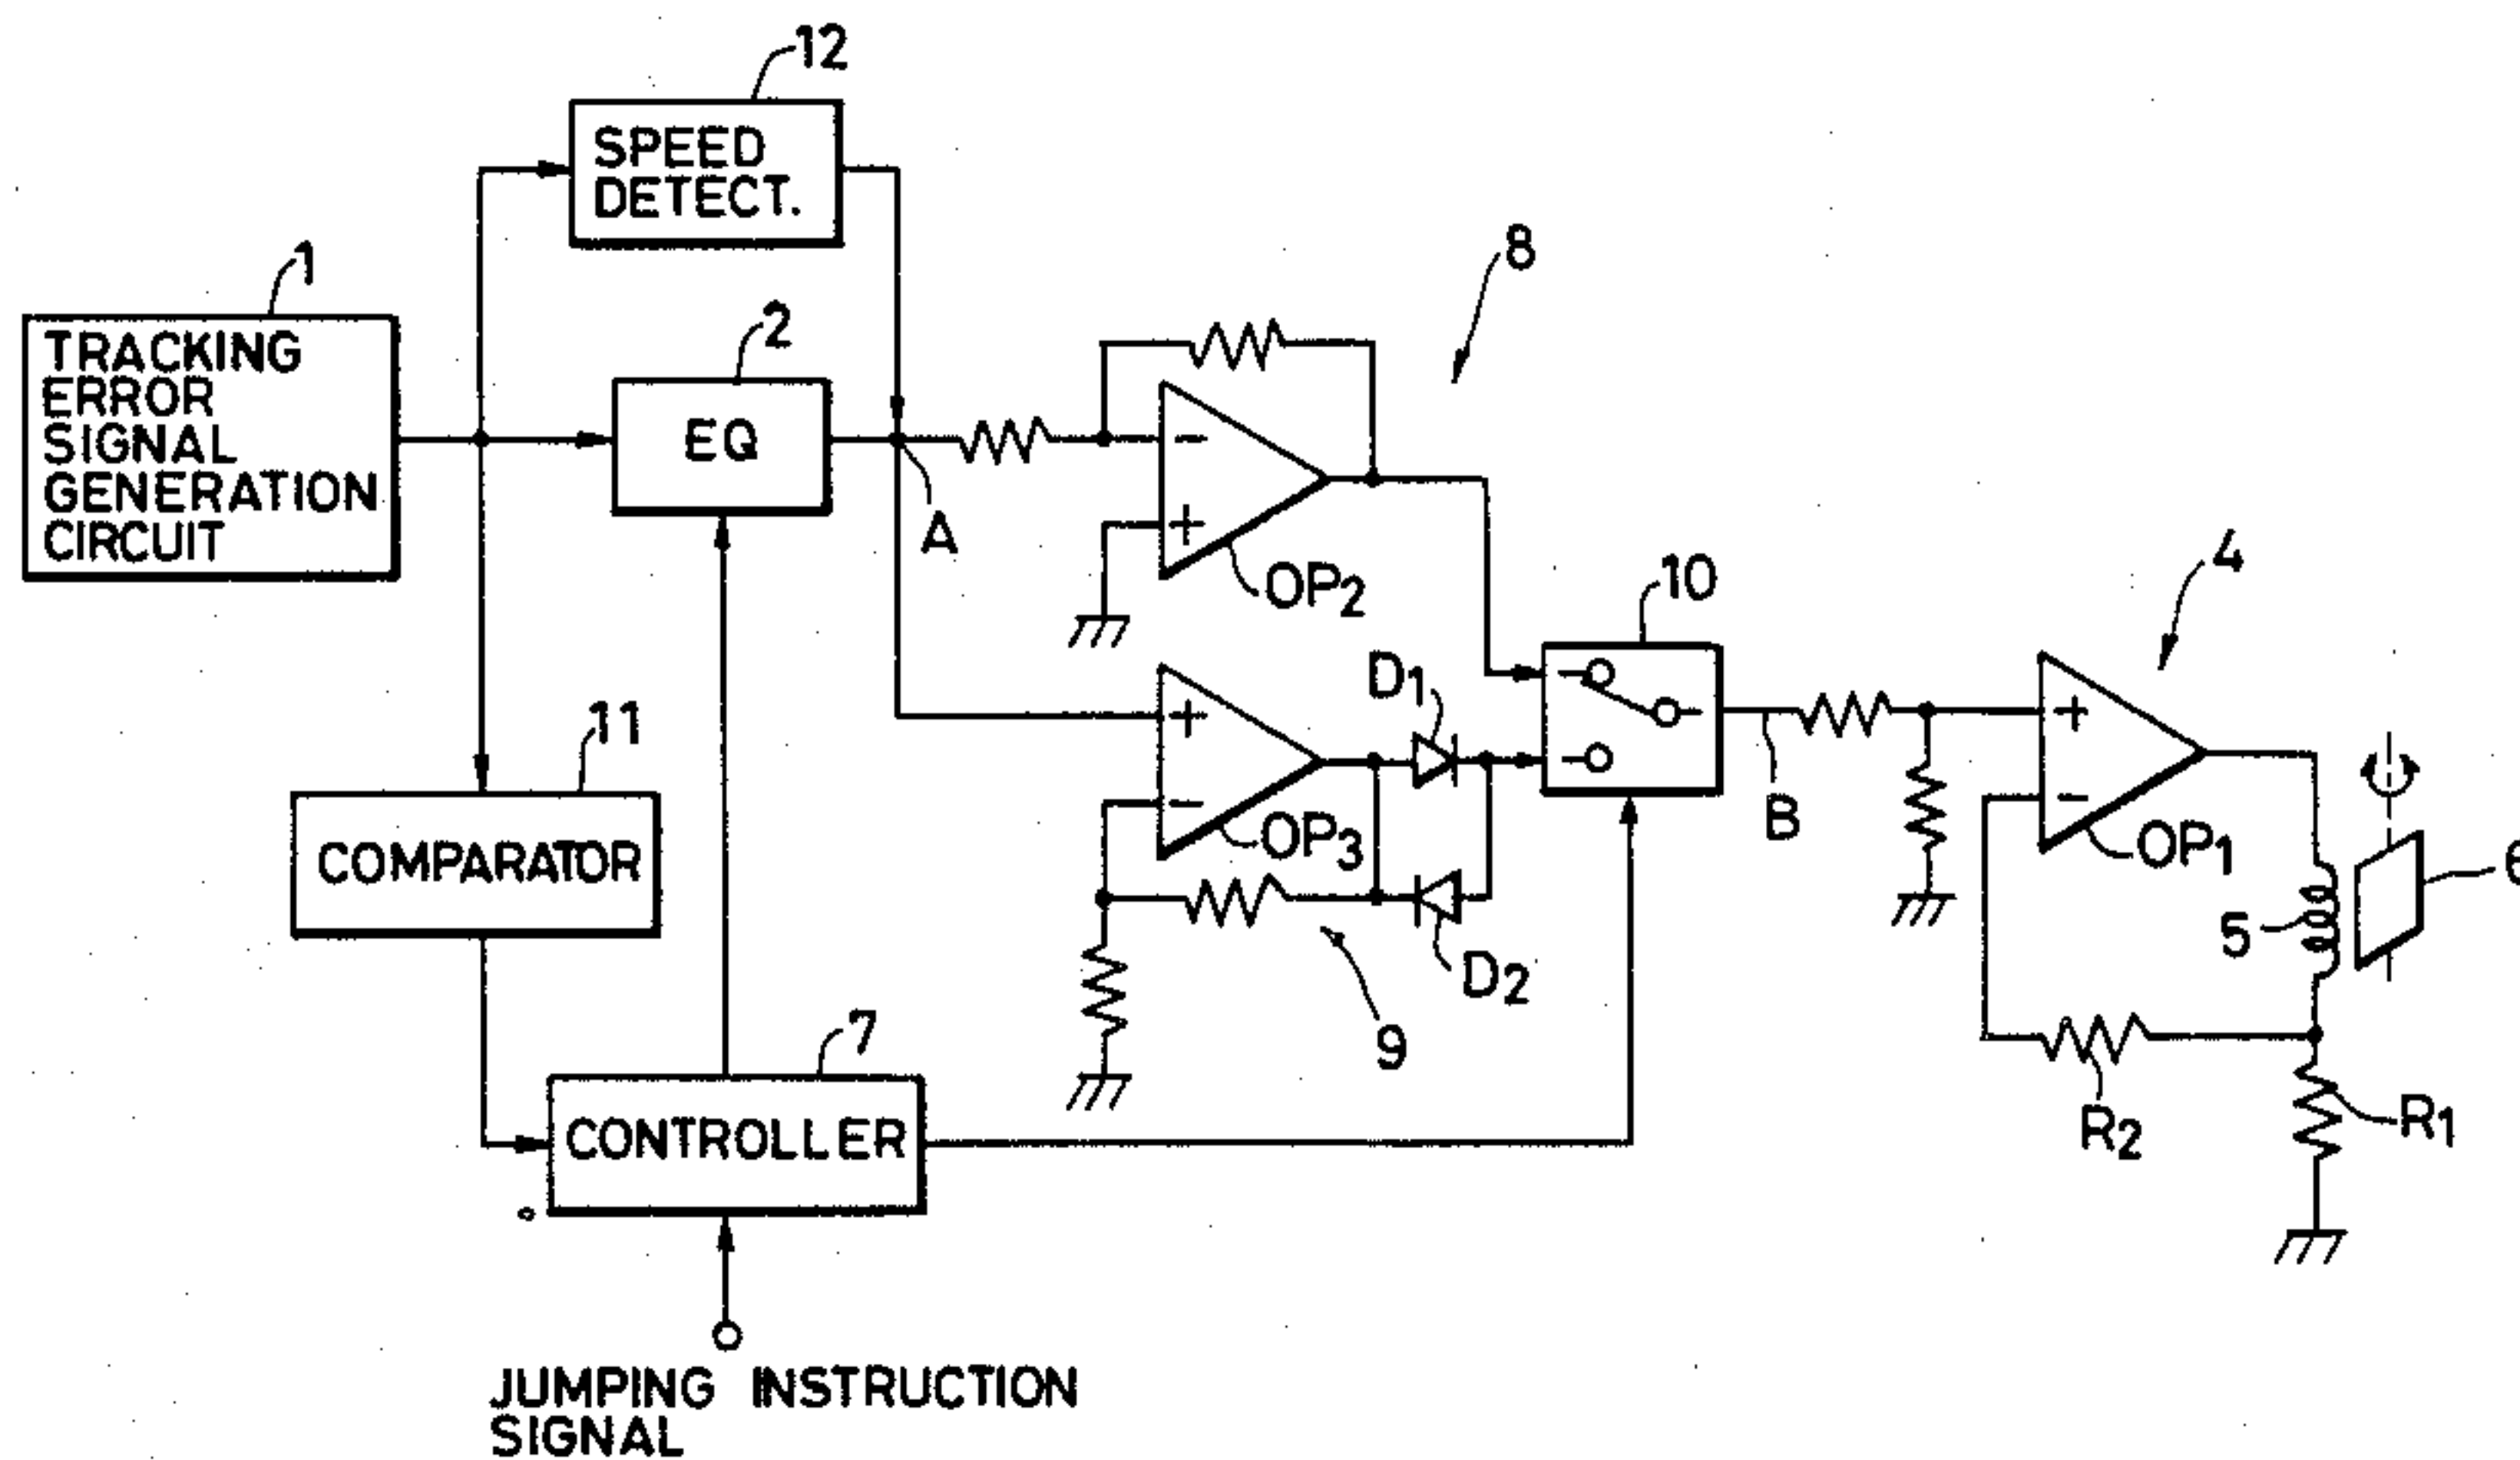 12
SPEED
DETECT.
1
8
2
TRACKING
ERROR
SIGNAL
GENERATION
CIRCUIT
EQ
−
A
+
OP2
10
4
D1
11
+
+
−
B
−
OP3
OP1
COMPARATOR
6
5
D2
7
9
CONTROLLER
R2
R1
JUMPING INSTRUCTION
SIGNAL